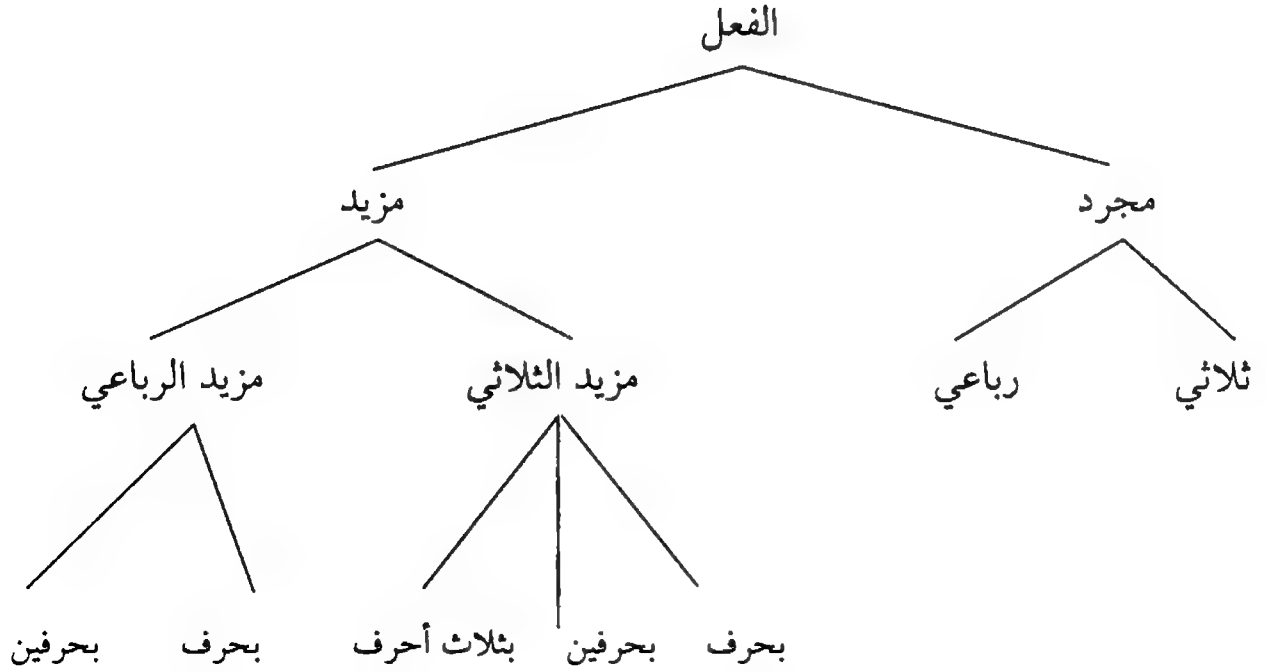 الفعل
مجرد مزيد
ثلاثي رباعي مزيد الثلاثي مزيد الرباعي
بحرف بحرفين بثلاث أحرف بحرف بحرفين